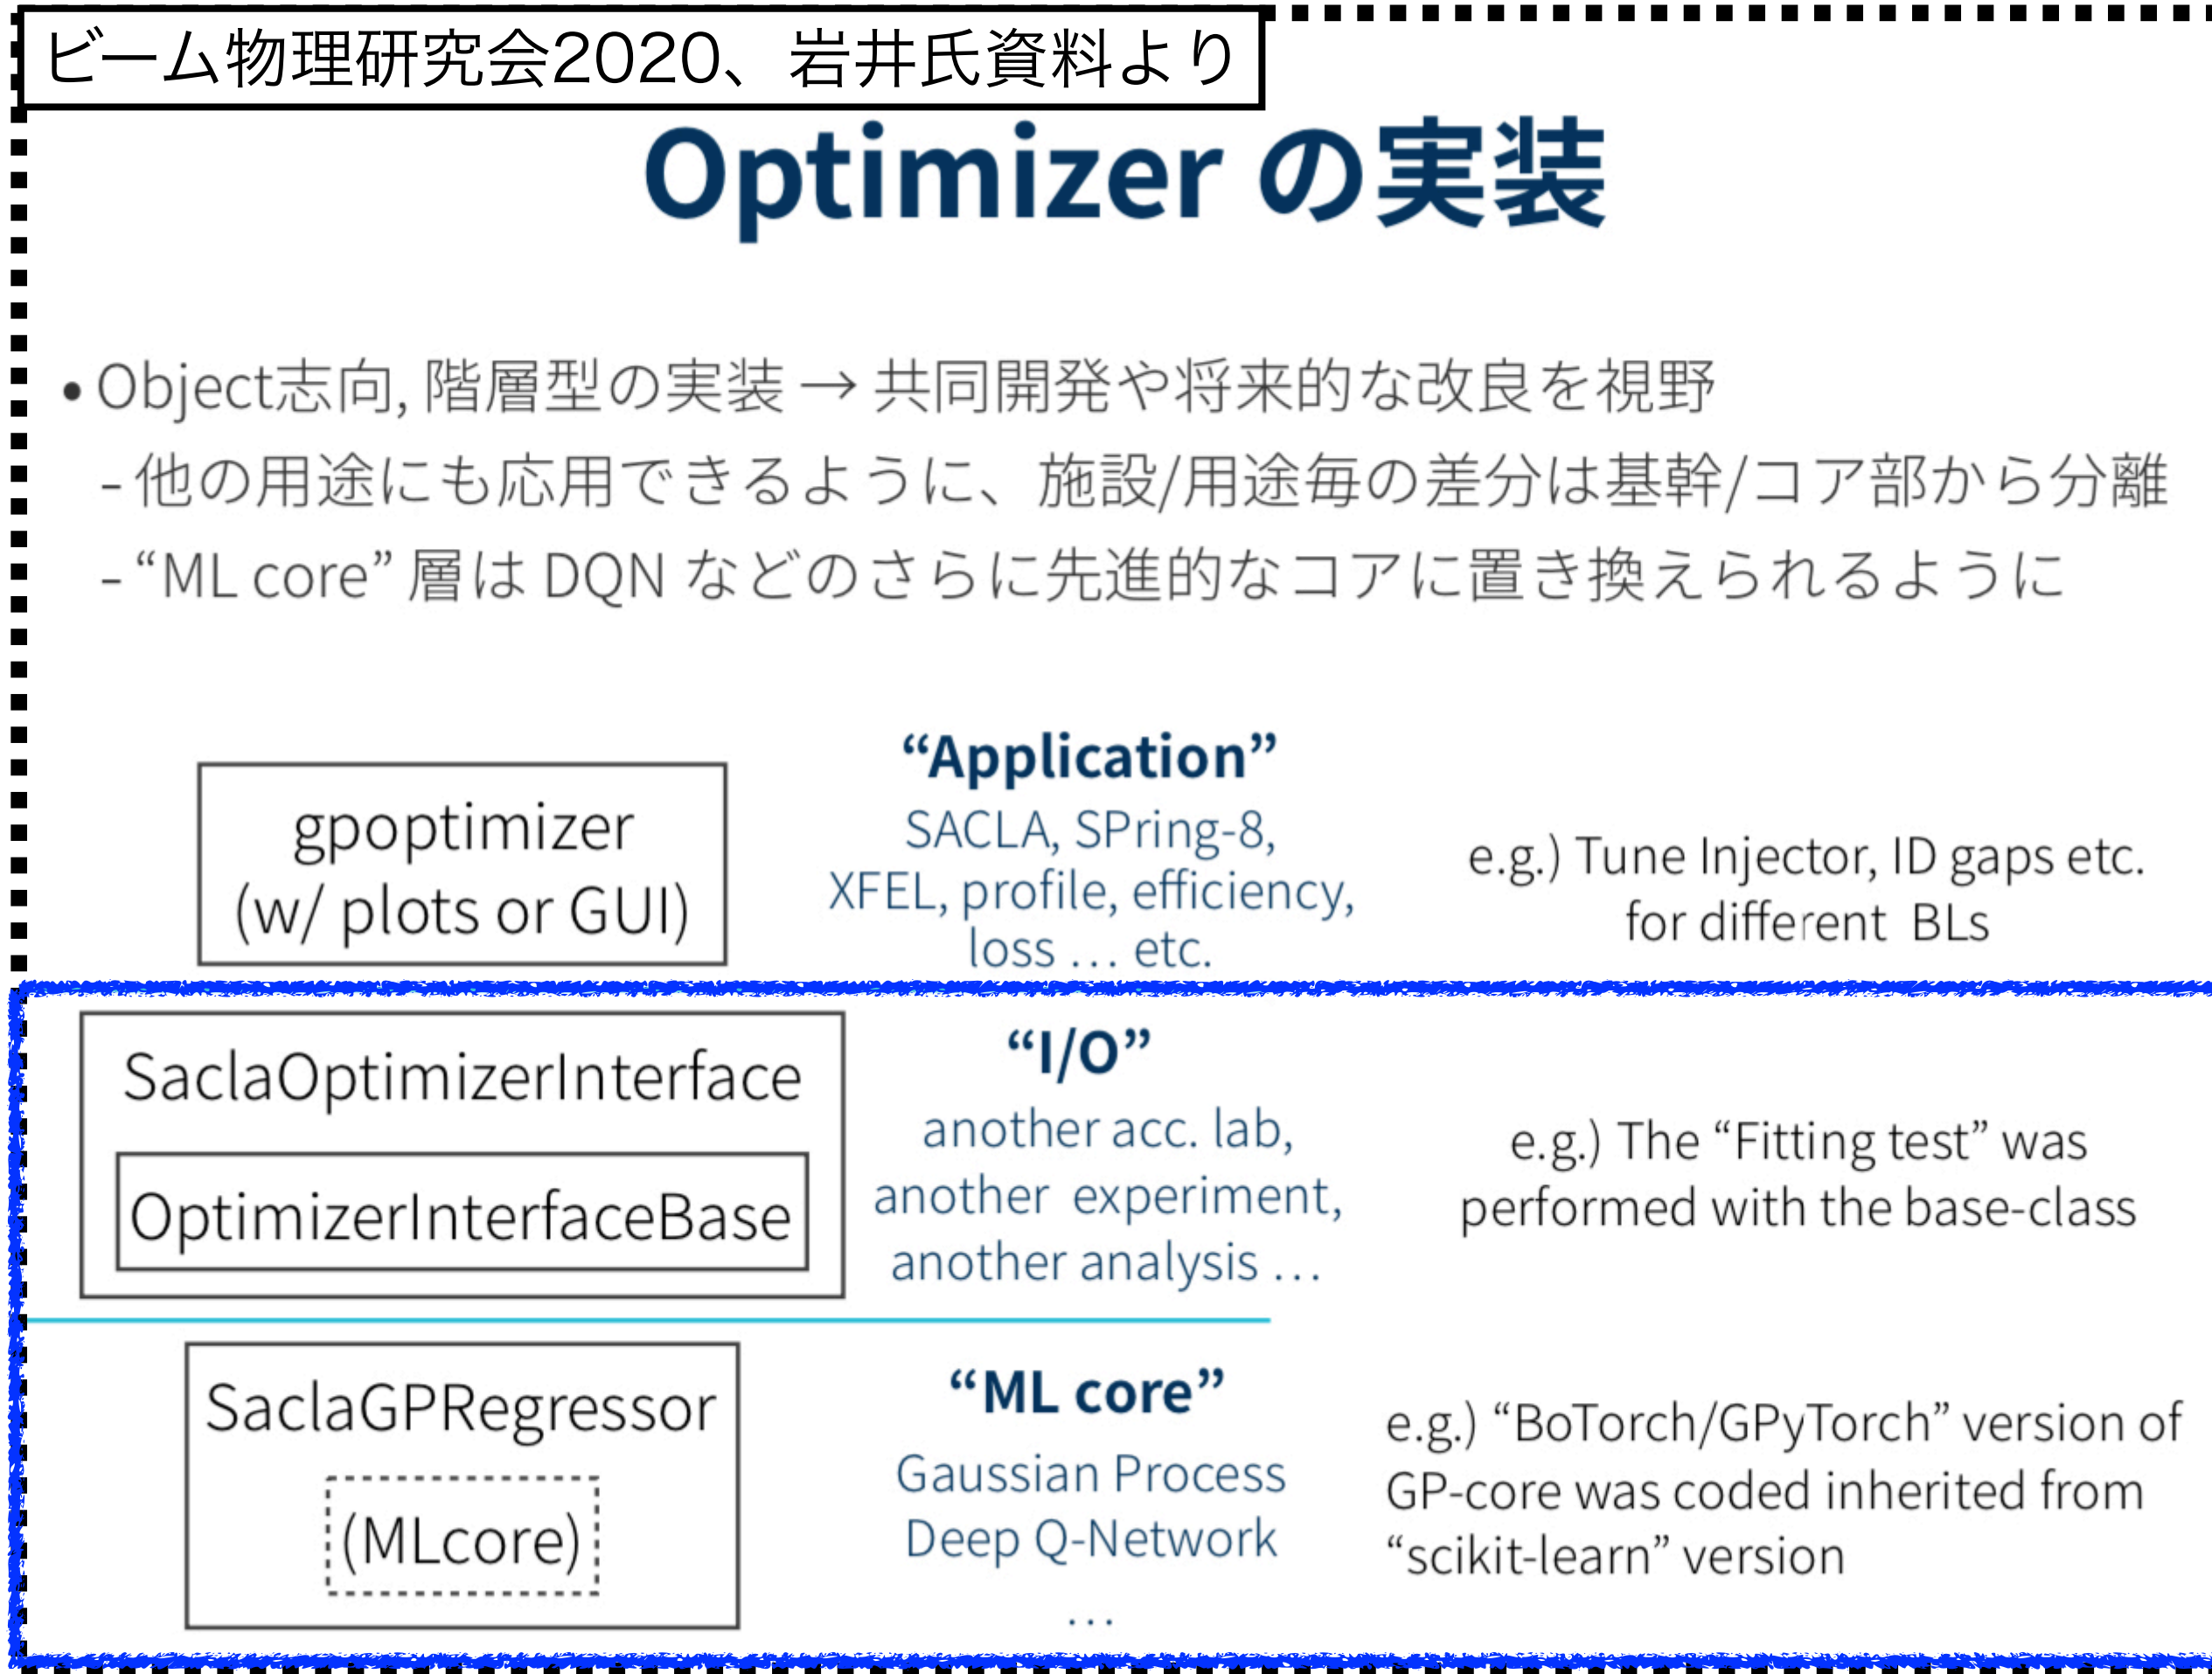 ビーム物理研究会2020、岩井氏資料より
Optimizer の実装
• Object志向, 階層型の実装 → 共同開発や将来的な改良を視野
- 他の用途にも応用できるように、施設/用途毎の差分は基幹/コア部から分離
- “ML core” 層は DQN などのさらに先進的なコアに置き換えられるように
gpoptimizer
(w/ plots or GUI)
“Application”
SACLA, SPring-8,
XFEL, profile, efficiency,
loss … etc.
e.g.) Tune Injector, ID gaps etc.
for different BLs
SaclaOptimizerInterface
OptimizerInterfaceBase
“I/O”
another acc. lab,
another experiment,
another analysis …
e.g.) The “Fitting test” was
performed with the base-class
SaclaGPRegressor
(MLcore)
“ML core”
Gaussian Process
Deep Q-Network
…
e.g.) “BoTorch/GPyTorch” version of
GP-core was coded inherited from
“scikit-learn” version